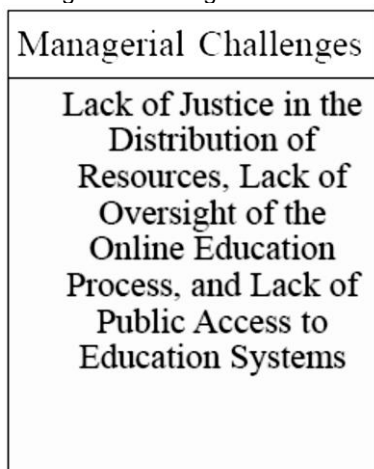 Managerial Challenges
Lack of Justice in the
Distribution of
Resources, Lack of
Oversight of the
Online Education
Process, and Lack of
Public Access to
Education Systems